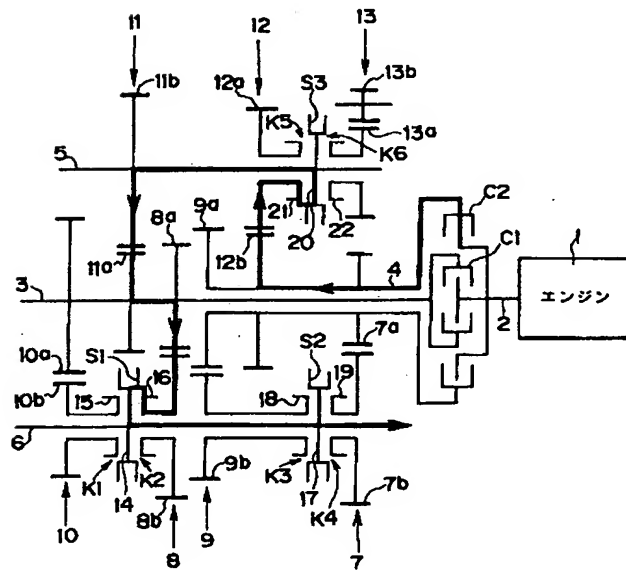 11 12 13
11b 12a S3 13b
K5 13a
K6
5
8a 9a 21 20 22 C2
12b C1 1
11a 4 エンジン
3 2
10a S1 16 S2 7a
10b 15 18 19
6
K1 14 K2 9b K3 17 K4 7b
10 8b 8 9 7